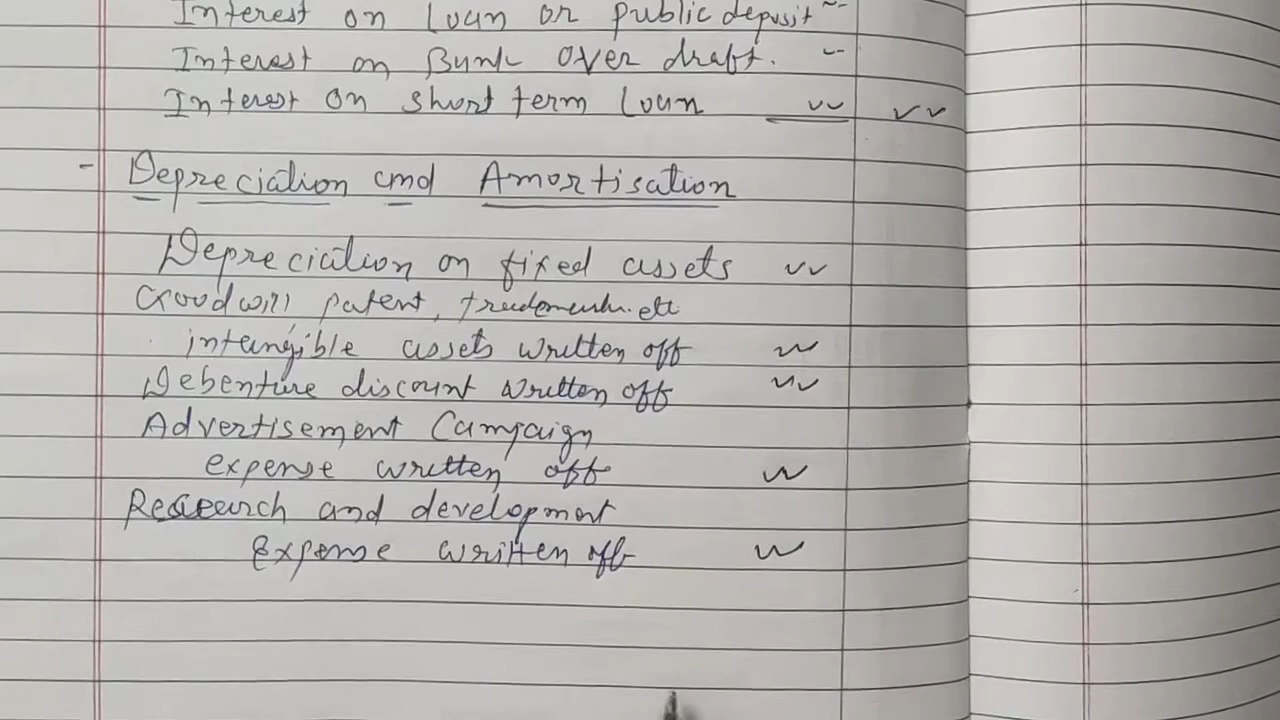 Interest on Loan or public deposit
Interest on Bank over draft.
Interest on short term Loan
- Depreciation and Amortisation
Depreciation on fixed assets
Goodwill patent, trademark. etc
intangible assets written off
Debenture discount written off
Advertisement Campaign
expense written off
Research and development
Expense written off